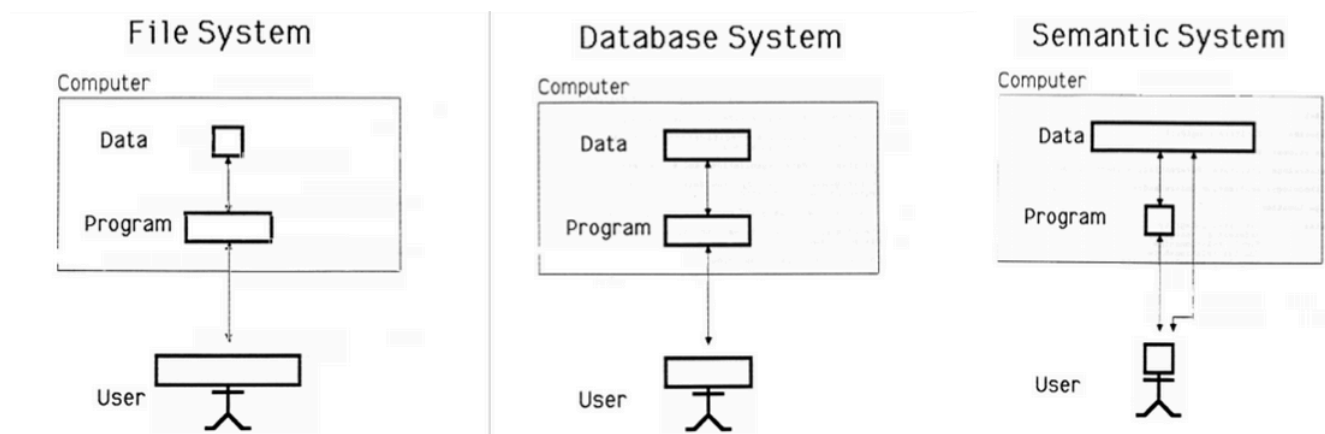 File System
Computer
Data
Program
User
Database System
Computer
Data
Program
User
Semantic System
Computer
Data
Program
User